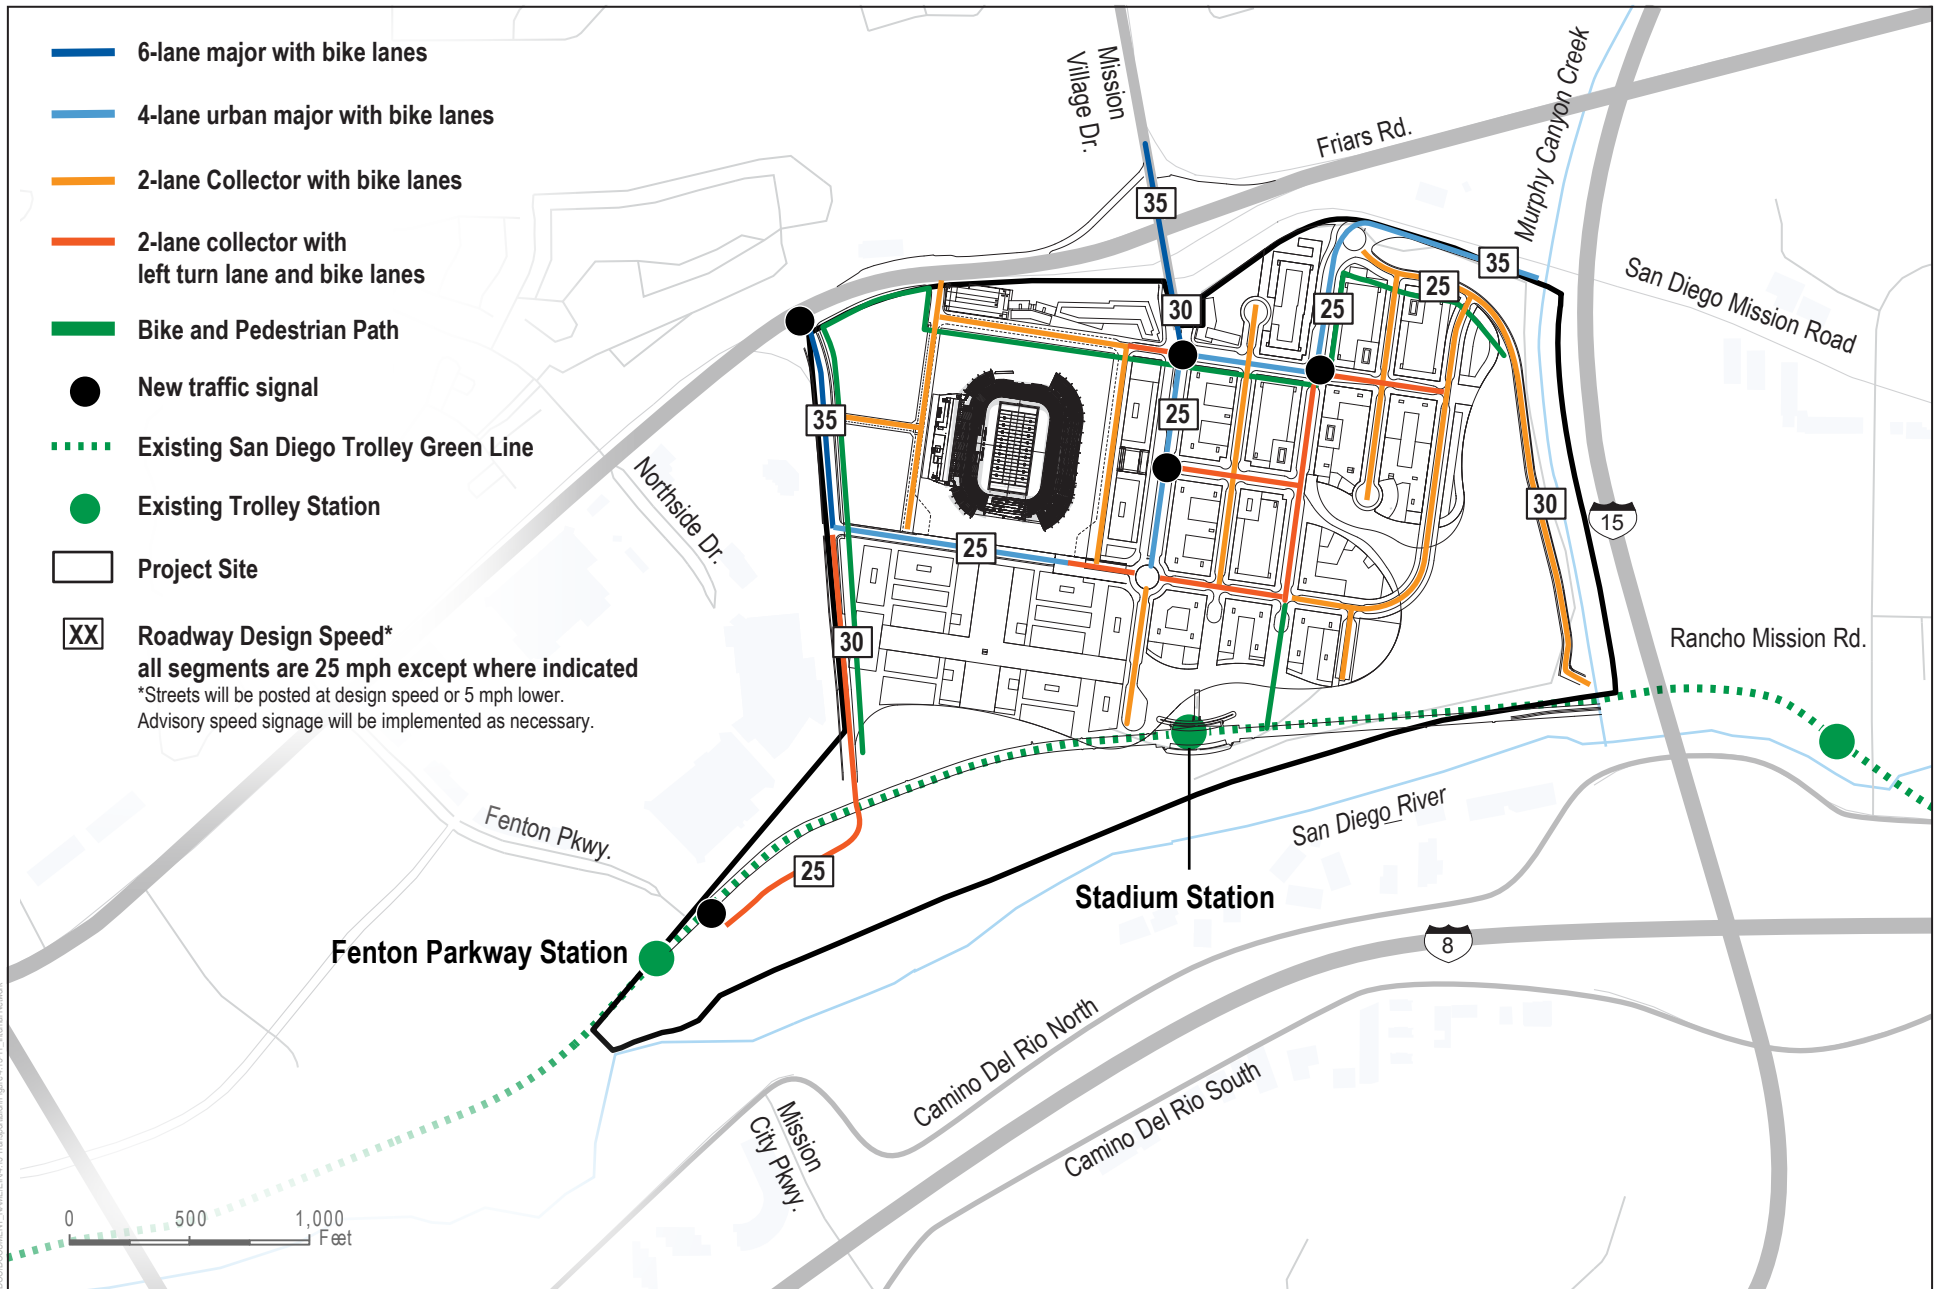 6-lane major with bike lanes
4-lane urban major with bike lanes
2-lane Collector with bike lanes
2-lane collector with
left turn lane and bike lanes
Bike and Pedestrian Path
New traffic signal
Existing San Diego Trolley Green Line
Existing Trolley Station
Project Site
XX
Roadway Design Speed*
all segments are 25 mph except where indicated
*Streets will be posted at design speed or 5 mph lower.
Advisory speed signage will be implemented as necessary.
Mission
Village Dr.
Friars Rd.
Murphy Canyon Creek
San Diego Mission Road
35
35
30
25
25
35
25
30
25
30
25
Northside Dr.
15
Rancho Mission Rd.
Fenton Pkwy.
San Diego River
Stadium Station
Fenton Parkway Station
8
Camino Del Rio North
Camino Del Rio South
Mission
City Pkwy.
0 500 1,000
Feet